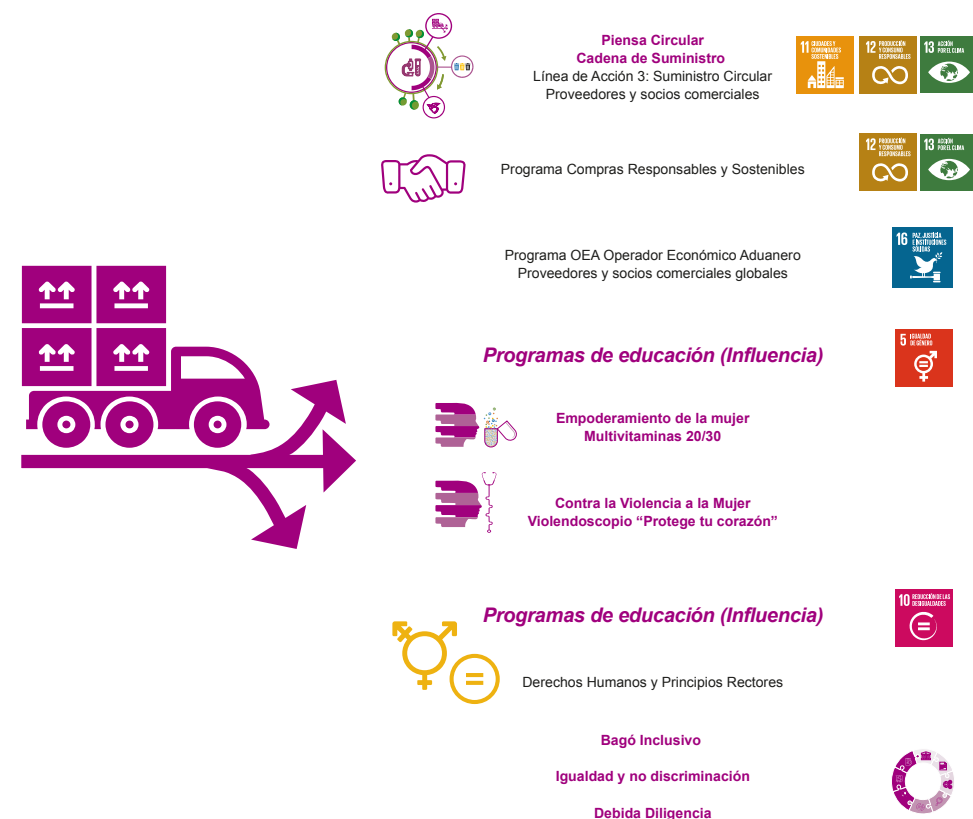 Piensa Circular
Cadena de Suministro
Línea de Acción 3: Suministro Circular
Proveedores y socios comerciales
11 CIUDADES Y
COMUNIDADES
SOSTENIBLES
12 PRODUCCIÓN
Y CONSUMO
RESPONSABLES
13 ACCIÓN
POR EL CLIMA
Programa Compras Responsables y Sostenibles
12 PRODUCCIÓN
Y CONSUMO
RESPONSABLES
13 ACCIÓN
POR EL CLIMA
Programa OEA Operador Económico Aduanero
Proveedores y socios comerciales globales
16 PAZ, JUSTICIA
E INSTITUCIONES
SÓLIDAS
Programas de educación (Influencia)
5 IGUALDAD
DE GÉNERO
Empoderamiento de la mujer
Multivitaminas 20/30
Contra la Violencia a la Mujer
Violendoscopio “Protege tu corazón”
Programas de educación (Influencia)
10 REDUCCIÓN DE LAS
DESIGUALDADES
Derechos Humanos y Principios Rectores
Bagó Inclusivo
Igualdad y no discriminación
Debida Diligencia